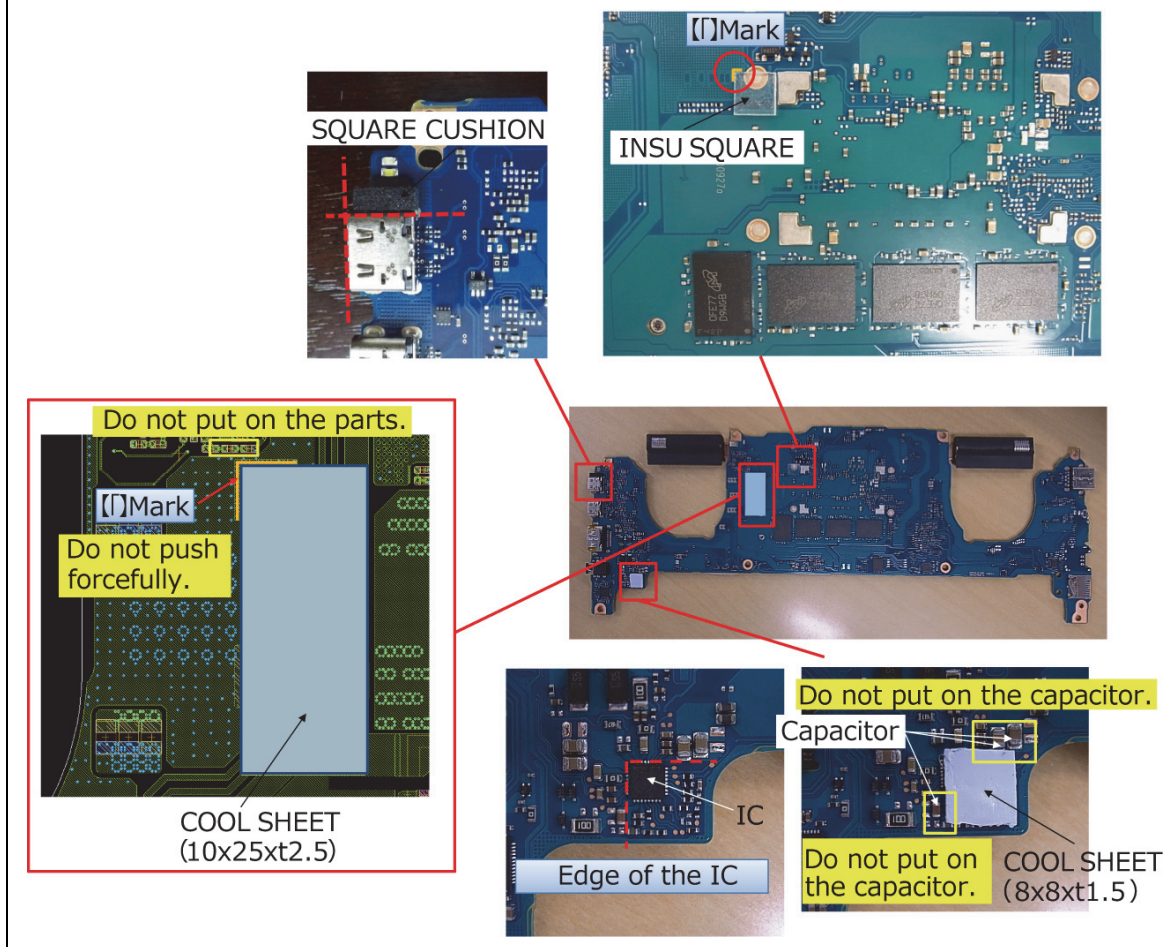 【「】Mark
SQUARE CUSHION
INSU SQUARE
OFE77
D9WGB
Do not put on the parts.
【「】Mark
Do not push
forcefully.
COOL SHEET
(10x25xt2.5)
IC
Edge of the IC
Do not put on the capacitor.
Capacitor
Do not put on
the capacitor.
COOL SHEET
(8x8xt1.5)